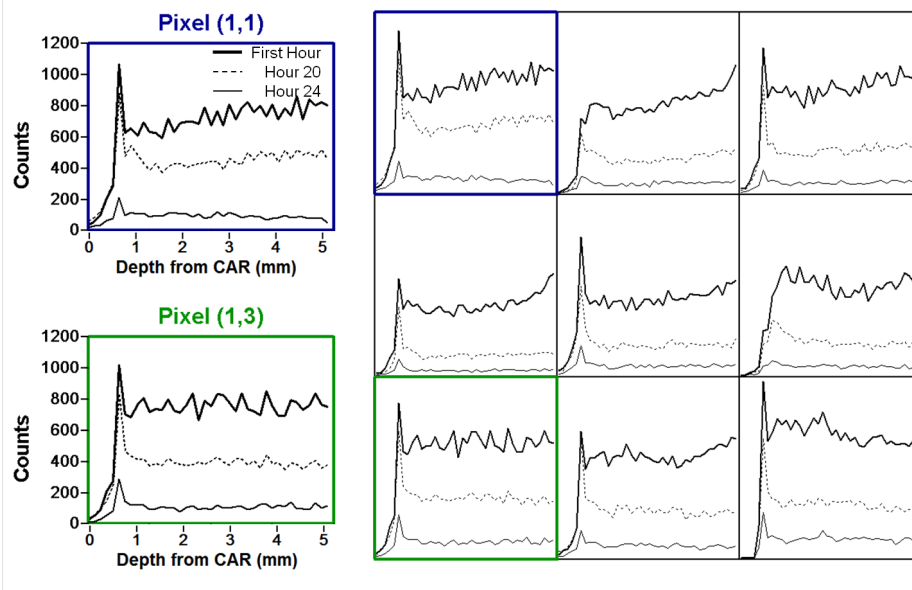 Pixel (1,1)
1200
1000
800
600
400
200
0
Counts
First Hour
Hour 20
Hour 24
0 1 2 3 4 5
Depth from CAR (mm)
Pixel (1,3)
1200
1000
800
600
400
200
0
Counts
0 1 2 3 4 5
Depth from CAR (mm)